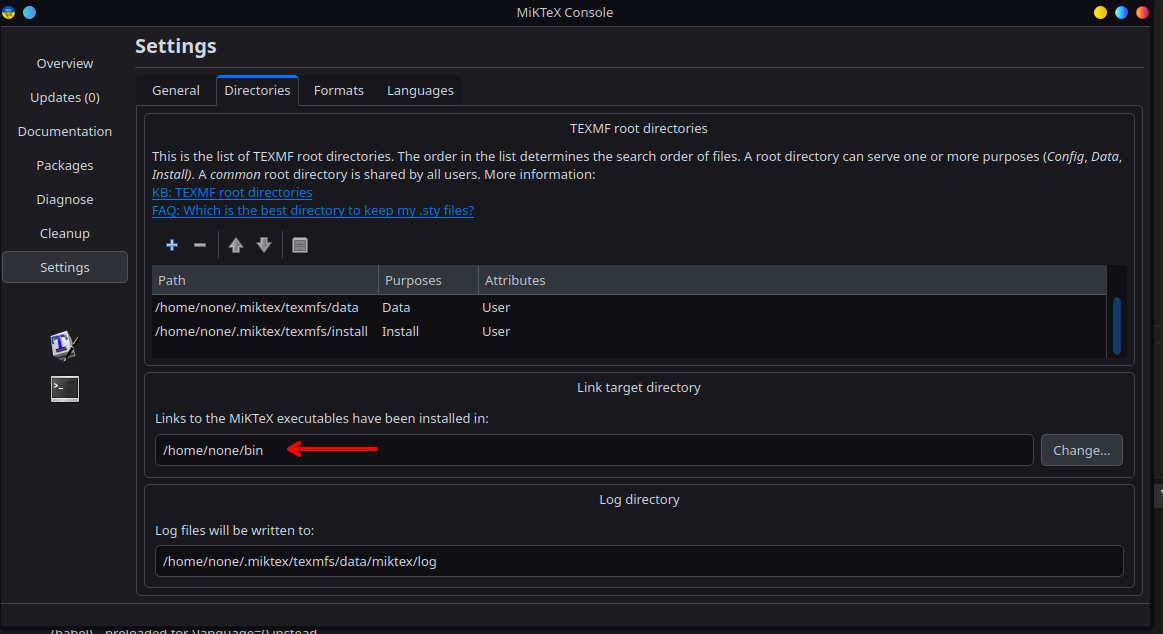 MiKTeX Console
Overview
Updates (0)
Documentation
Packages
Diagnose
Cleanup
Settings
Settings
General
Directories
Formats
Languages
TEXMF root directories
This is the list of TEXMF root directories. The order in the list determines the search order of files. A root directory can serve one or more purposes (Config, Data,
Install). A common root directory is shared by all users. More information:
KB: TEXMF root directories
FAQ: Which is the best directory to keep my .sty files?
Path Purposes Attributes
/home/none/.miktex/texmfs/data Data User
/home/none/.miktex/texmfs/install Install User
Link target directory
Links to the MiKTeX executables have been installed in:
/home/none/bin
Change...
Log directory
Log files will be written to:
/home/none/.miktex/texmfs/data/miktex/log